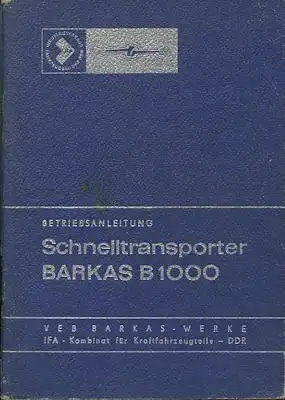 BETRIEBSANLEITUNG
Schnelltransporter
BARKAS B 1000
VEB BARKAS-WERKE
IFA - Kombinat für Kraftfahrzeugteile - DDR